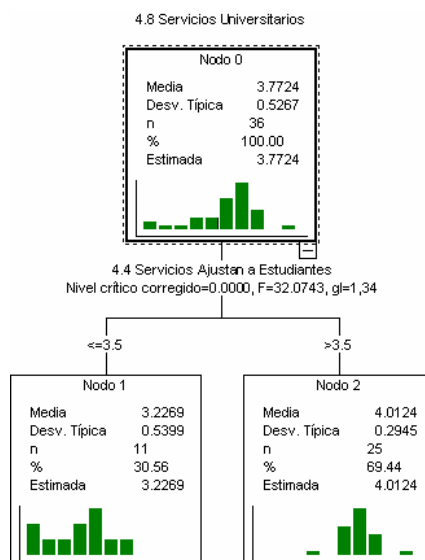 4.8 Servicios Universitarios
Nodo 0
Media 3.7724
Desv. Típica 0.5267
n 36
% 100.00
Estimada 3.7724
4.4 Servicios Ajustan a Estudiantes
Nivel crítico corregido=0.0000, F=32.0743, gl=1,34
<=3.5
>3.5
Nodo 1
Media 3.2269
Desv. Típica 0.5399
n 11
% 30.56
Estimada 3.2269
Nodo 2
Media 4.0124
Desv. Típica 0.2945
n 25
% 69.44
Estimada 4.0124